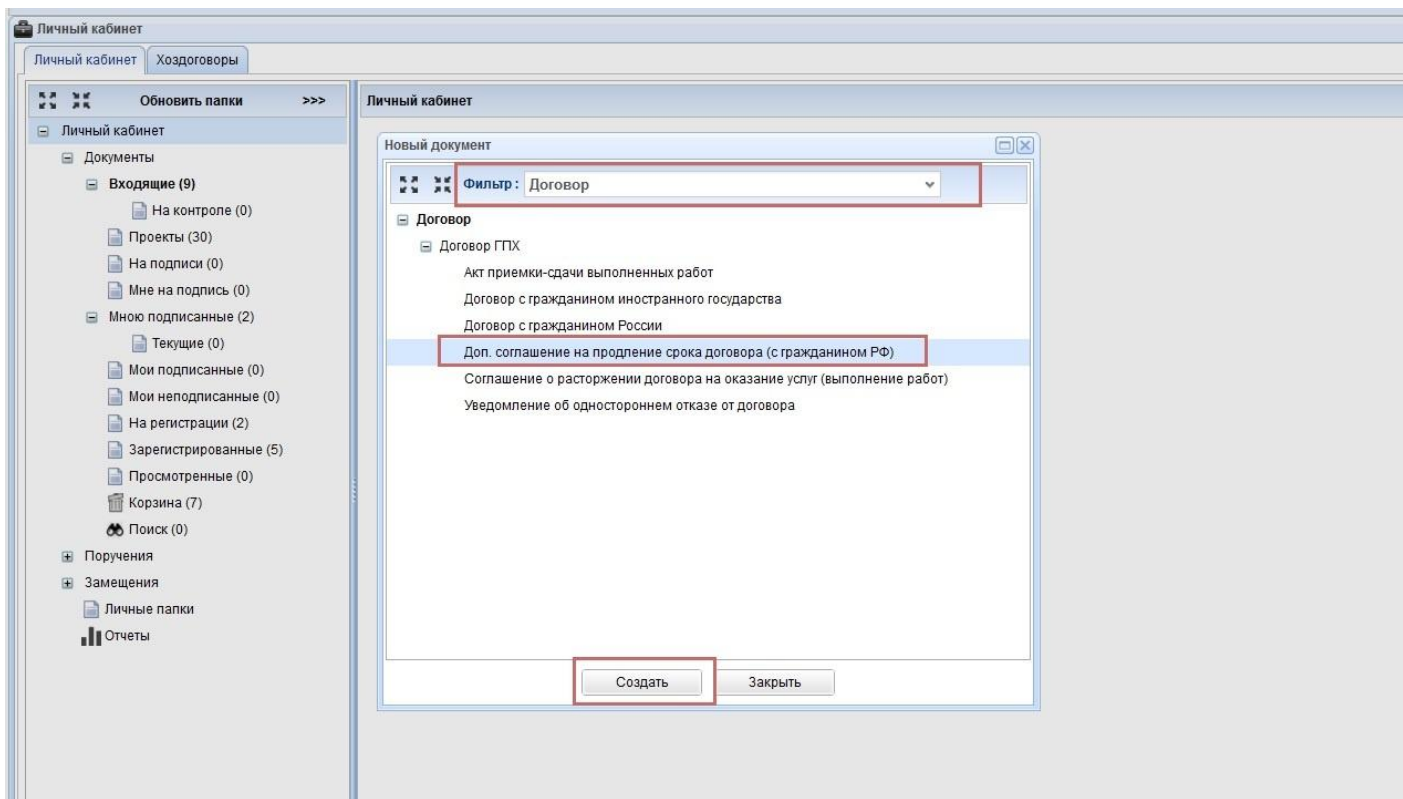 Личный кабинет
Личный кабинет
Хоздоговоры
Обновить папки >>>
Личный кабинет
Документы
Входящие (9)
На контроле (0)
Проекты (30)
На подписи (0)
Мне на подпись (0)
Мною подписанные (2)
Текущие (0)
Мои подписанные (0)
Мои неподписанные (0)
На регистрации (2)
Зарегистрированные (5)
Просмотренные (0)
Корзина (7)
Поиск (0)
Поручения
Замещения
Личные папки
Отчеты
Личный кабинет
Новый документ
Фильтр : Договор
Договор
Договор ГПХ
Акт приемки-сдачи выполненных работ
Договор с гражданином иностранного государства
Договор с гражданином России
Доп. соглашение на продление срока договора (с гражданином РФ)
Соглашение о расторжении договора на оказание услуг (выполнение работ)
Уведомление об одностороннем отказе от договора
Создать
Закрыть